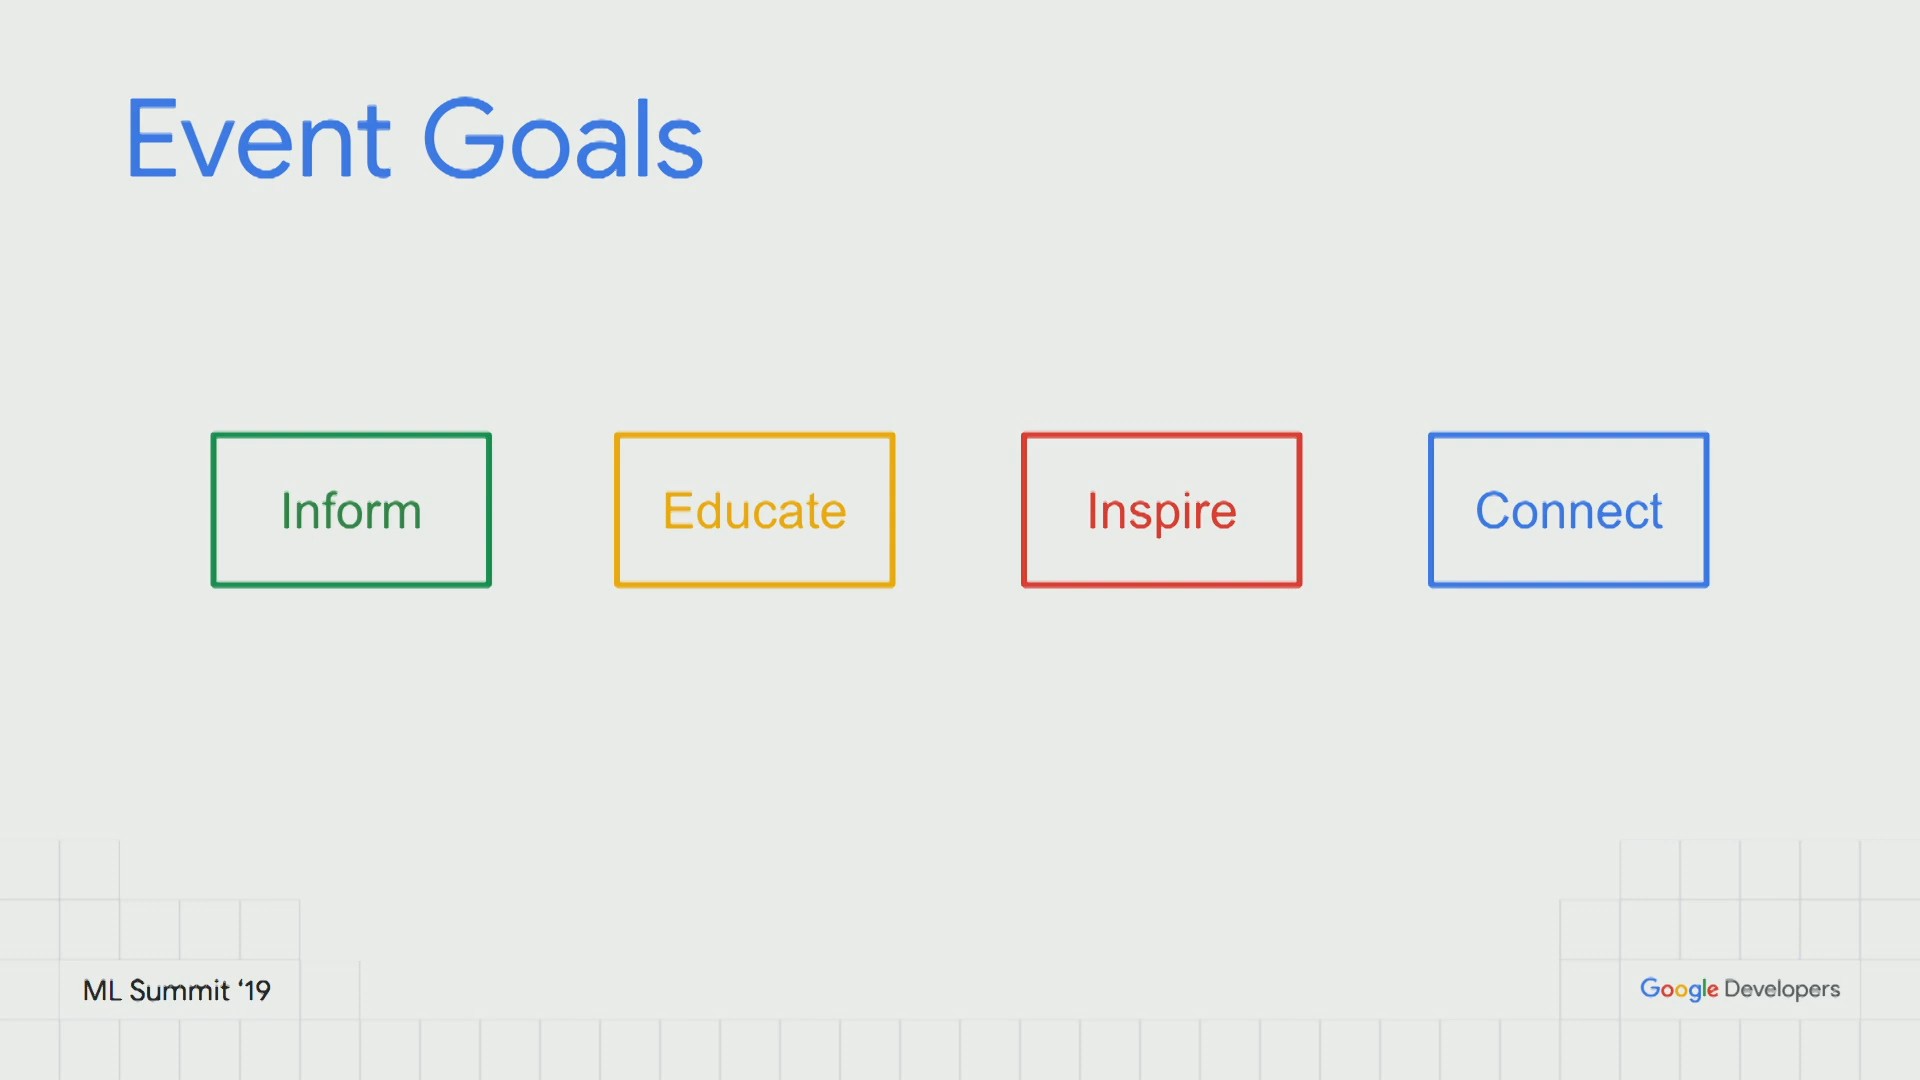 Event Goals
Inform
Educate
Inspire
Connect
ML Summit ‘19
Google Developers